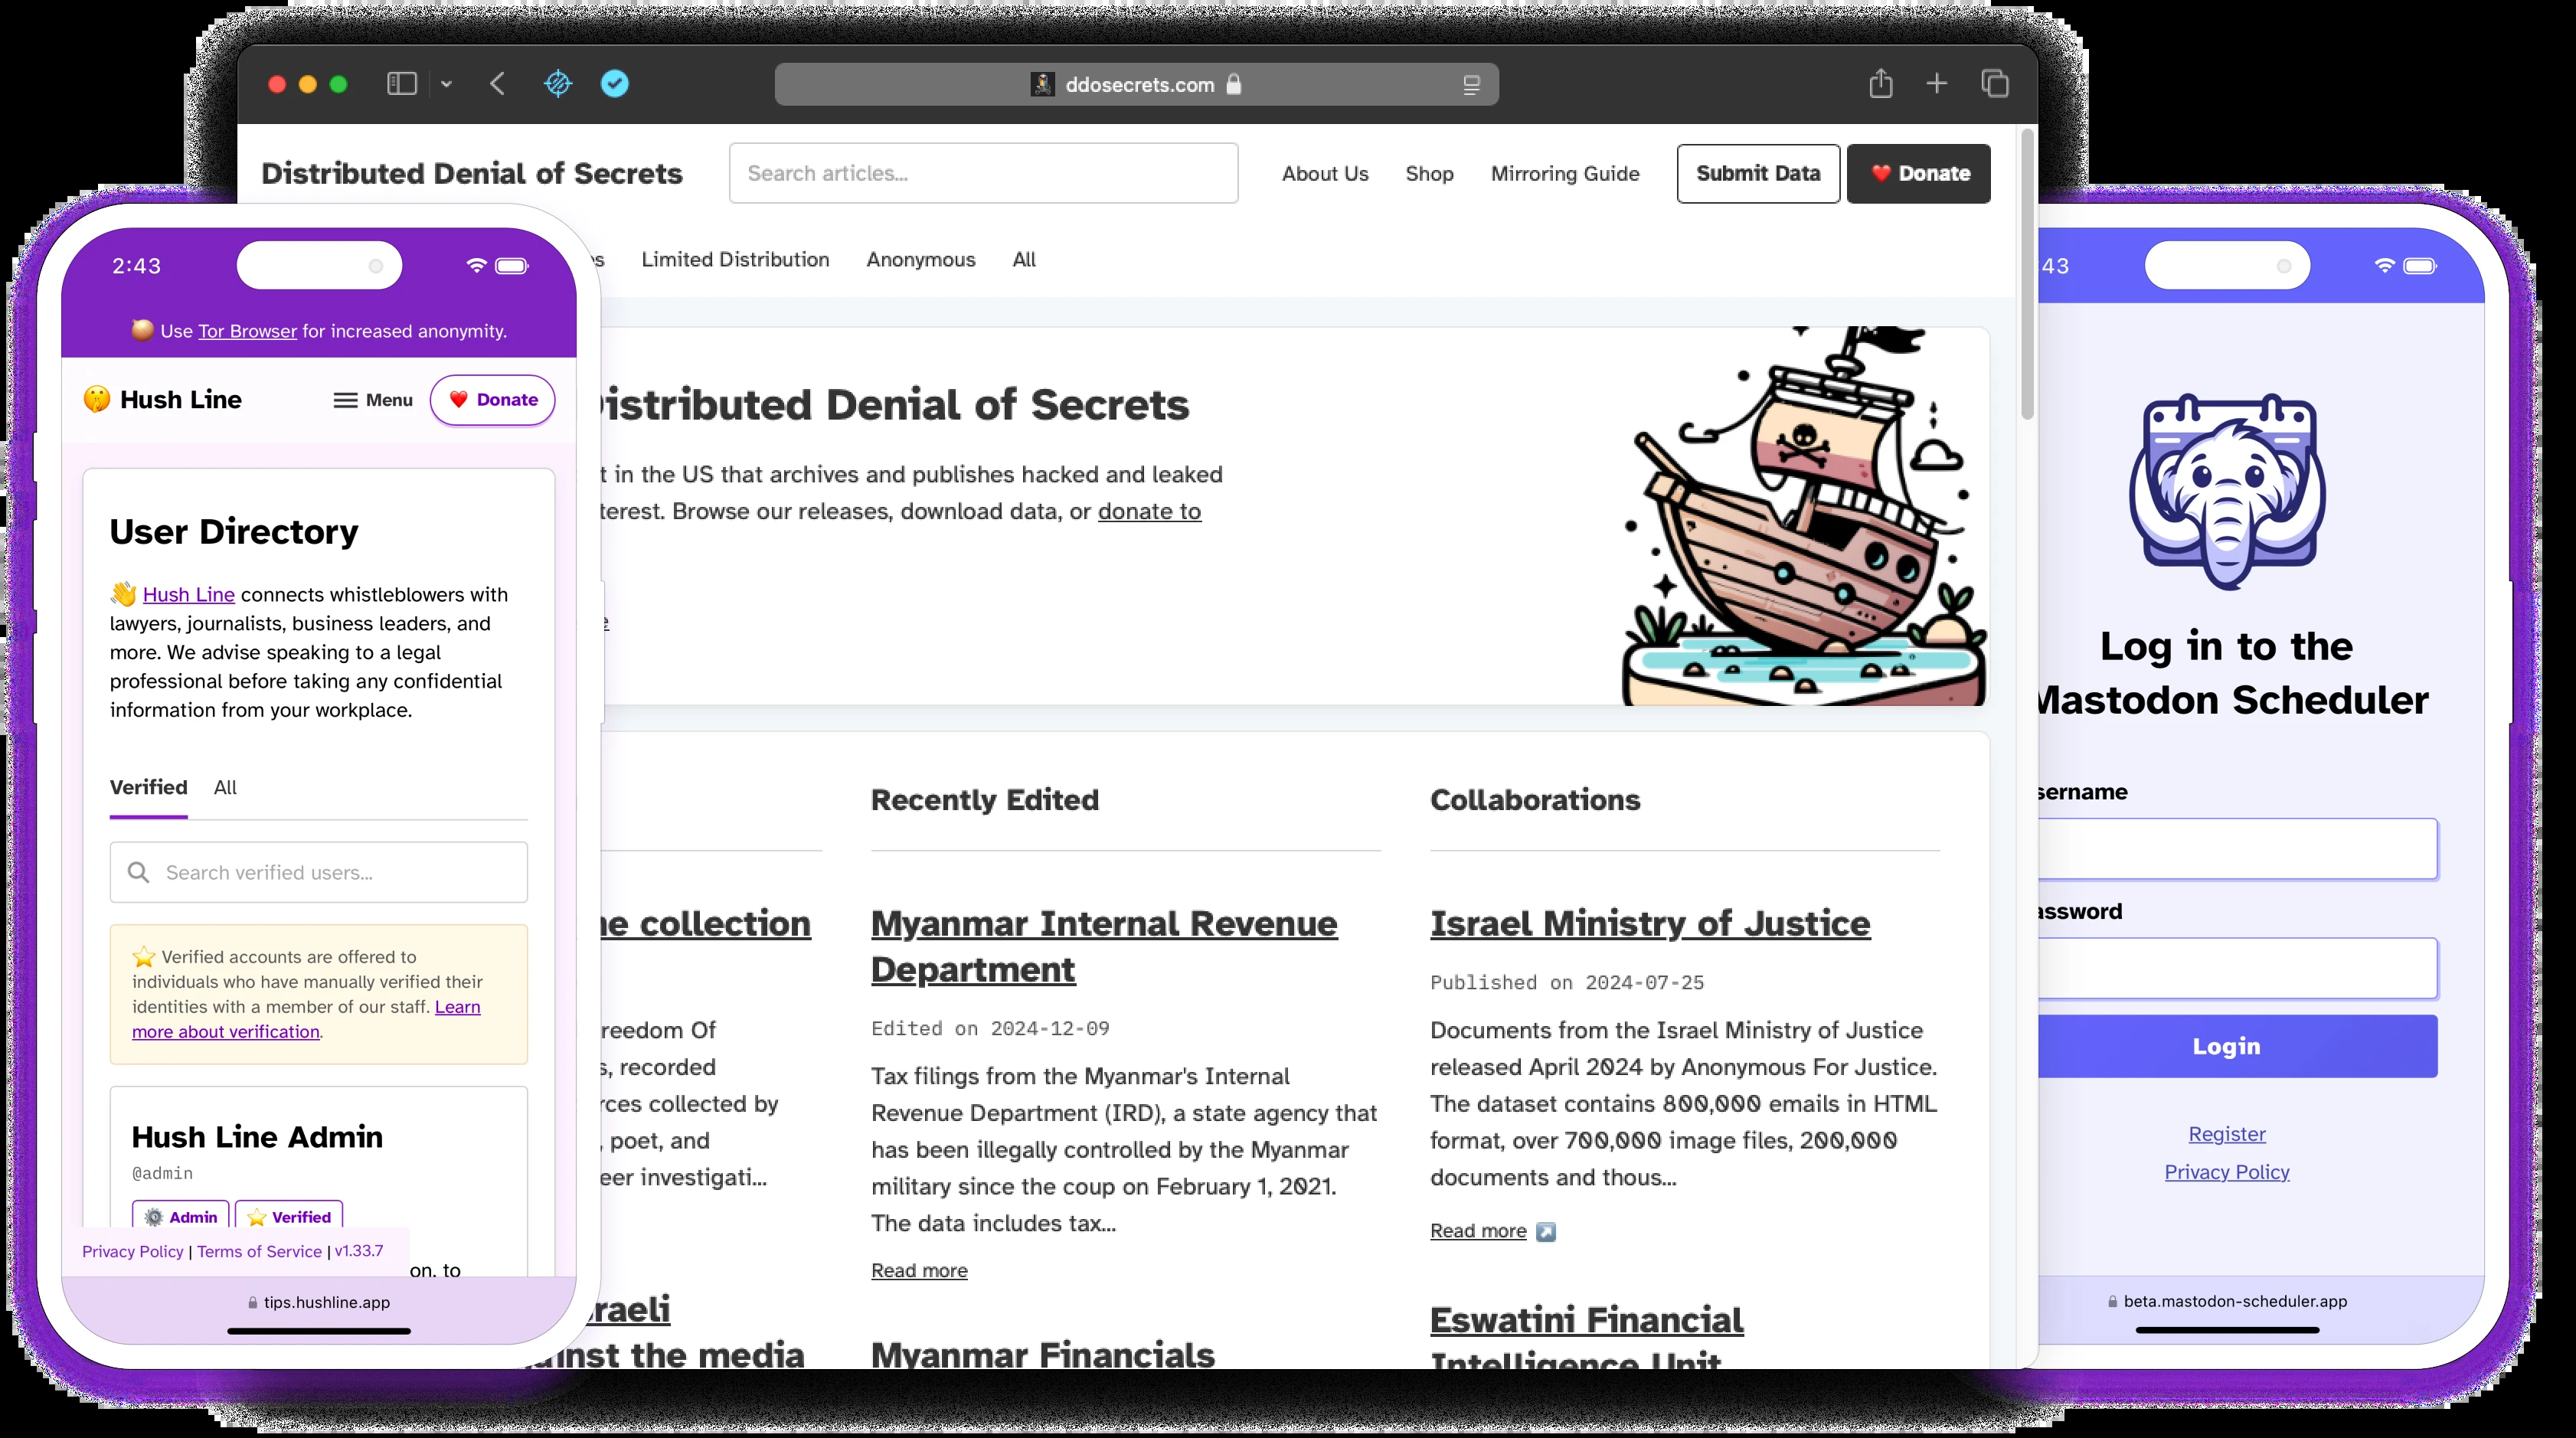 ddosecrets.com
Distributed Denial of Secrets
Search articles...
About Us
Shop
Mirroring Guide
Submit Data
Donate
Limited Distribution
Anonymous
All
istributed Denial of Secrets
t in the US that archives and publishes hacked and leaked
terest. Browse our releases, download data, or donate to
he collection
reedom Of
s, recorded
rces collected by
, poet, and
eer investigati...
raeli
inst the media
Recently Edited
Myanmar Internal Revenue
Department
Edited on 2024-12-09
Tax filings from the Myanmar's Internal
Revenue Department (IRD), a state agency that
has been illegally controlled by the Myanmar
military since the coup on February 1, 2021.
The data includes tax...
Read more
Myanmar Financials
Collaborations
Israel Ministry of Justice
Published on 2024-07-25
Documents from the Israel Ministry of Justice
released April 2024 by Anonymous For Justice.
The dataset contains 800,000 emails in HTML
format, over 700,000 image files, 200,000
documents and thous...
Read more
Eswatini Financial
Intelligence Unit
2:43
Use Tor Browser for increased anonymity.
Hush Line
Menu
Donate
User Directory
Hush Line connects whistleblowers with
lawyers, journalists, business leaders, and
more. We advise speaking to a legal
professional before taking any confidential
information from your workplace.
Verified
All
Search verified users...
Verified accounts are offered to
individuals who have manually verified their
identities with a member of our staff. Learn
more about verification.
Hush Line Admin
@admin
Admin
Verified
Privacy Policy | Terms of Service | v1.33.7
on, to
tips.hushline.app
43
Log in to the
Mastodon Scheduler
sername
assword
Login
Register
Privacy Policy
beta.mastodon-scheduler.app